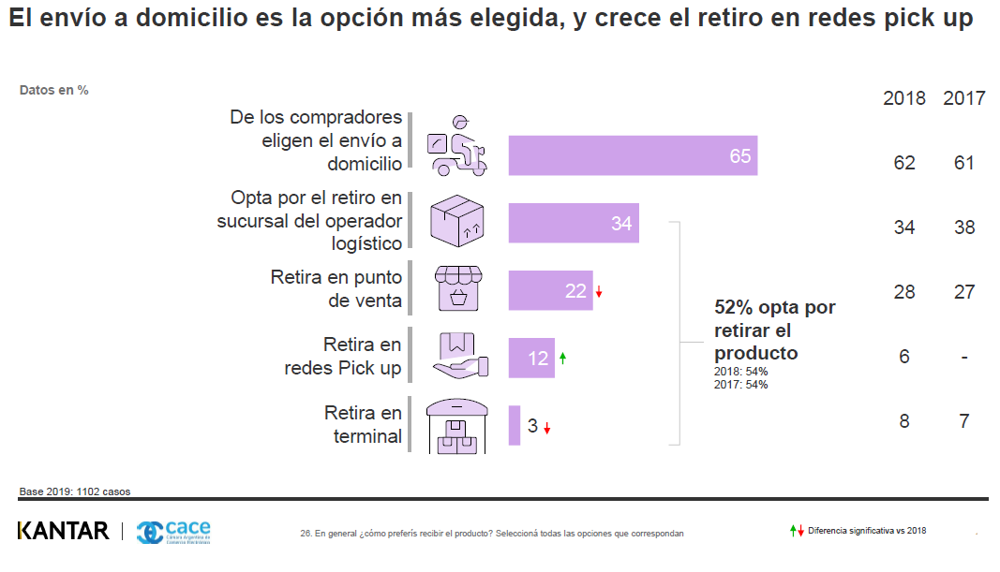 El envío a domicilio es la opción más elegida, y crece el retiro en redes pick up
Datos en %
2018 2017
De los compradores
eligen el envío a
domicilio
65
62 61
Opta por el retiro en
sucursal del operador
logístico
34
34 38
Retira en punto
de venta
22
28 27
Retira en
redes Pick up
12
6 -
Retira en
terminal
3
8 7
52% opta por
retirar el
producto
2018: 54%
2017: 54%
Base 2019: 1102 casos
KANTAR
cace
Cámara Argentina de
Comercio Electrónico
26. En general ¿cómo preferís recibir el producto? Seleccioná todas las opciones que correspondan
Diferencia significativa vs 2018